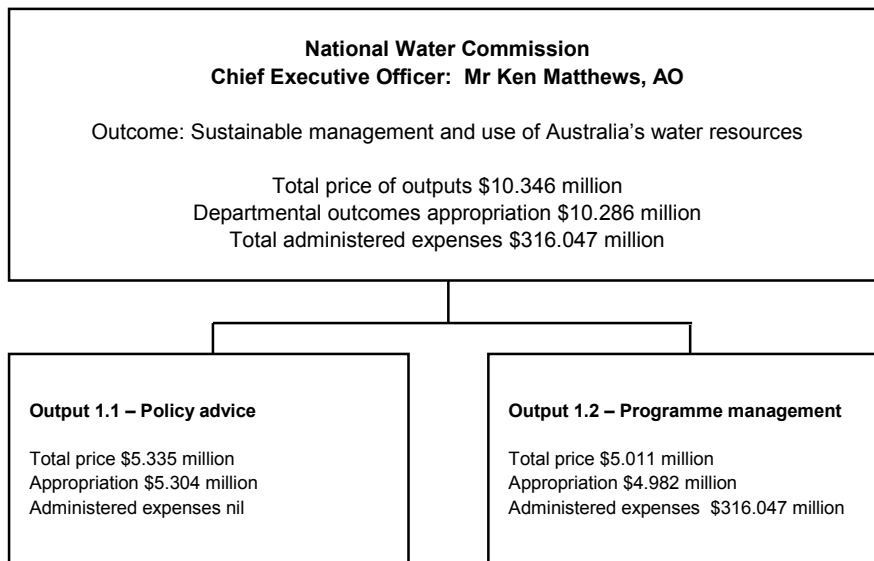 National Water Commission
Chief Executive Officer: Mr Ken Matthews, AO
Outcome: Sustainable management and use of Australia's water resources
Total price of outputs $10.346 million
Departmental outcomes appropriation $10.286 million
Total administered expenses $316.047 million
Output 1.1 – Policy advice
Total price $5.335 million
Appropriation $5.304 million
Administered expenses nil
Output 1.2 – Programme management
Total price $5.011 million
Appropriation $4.982 million
Administered expenses $316.047 million